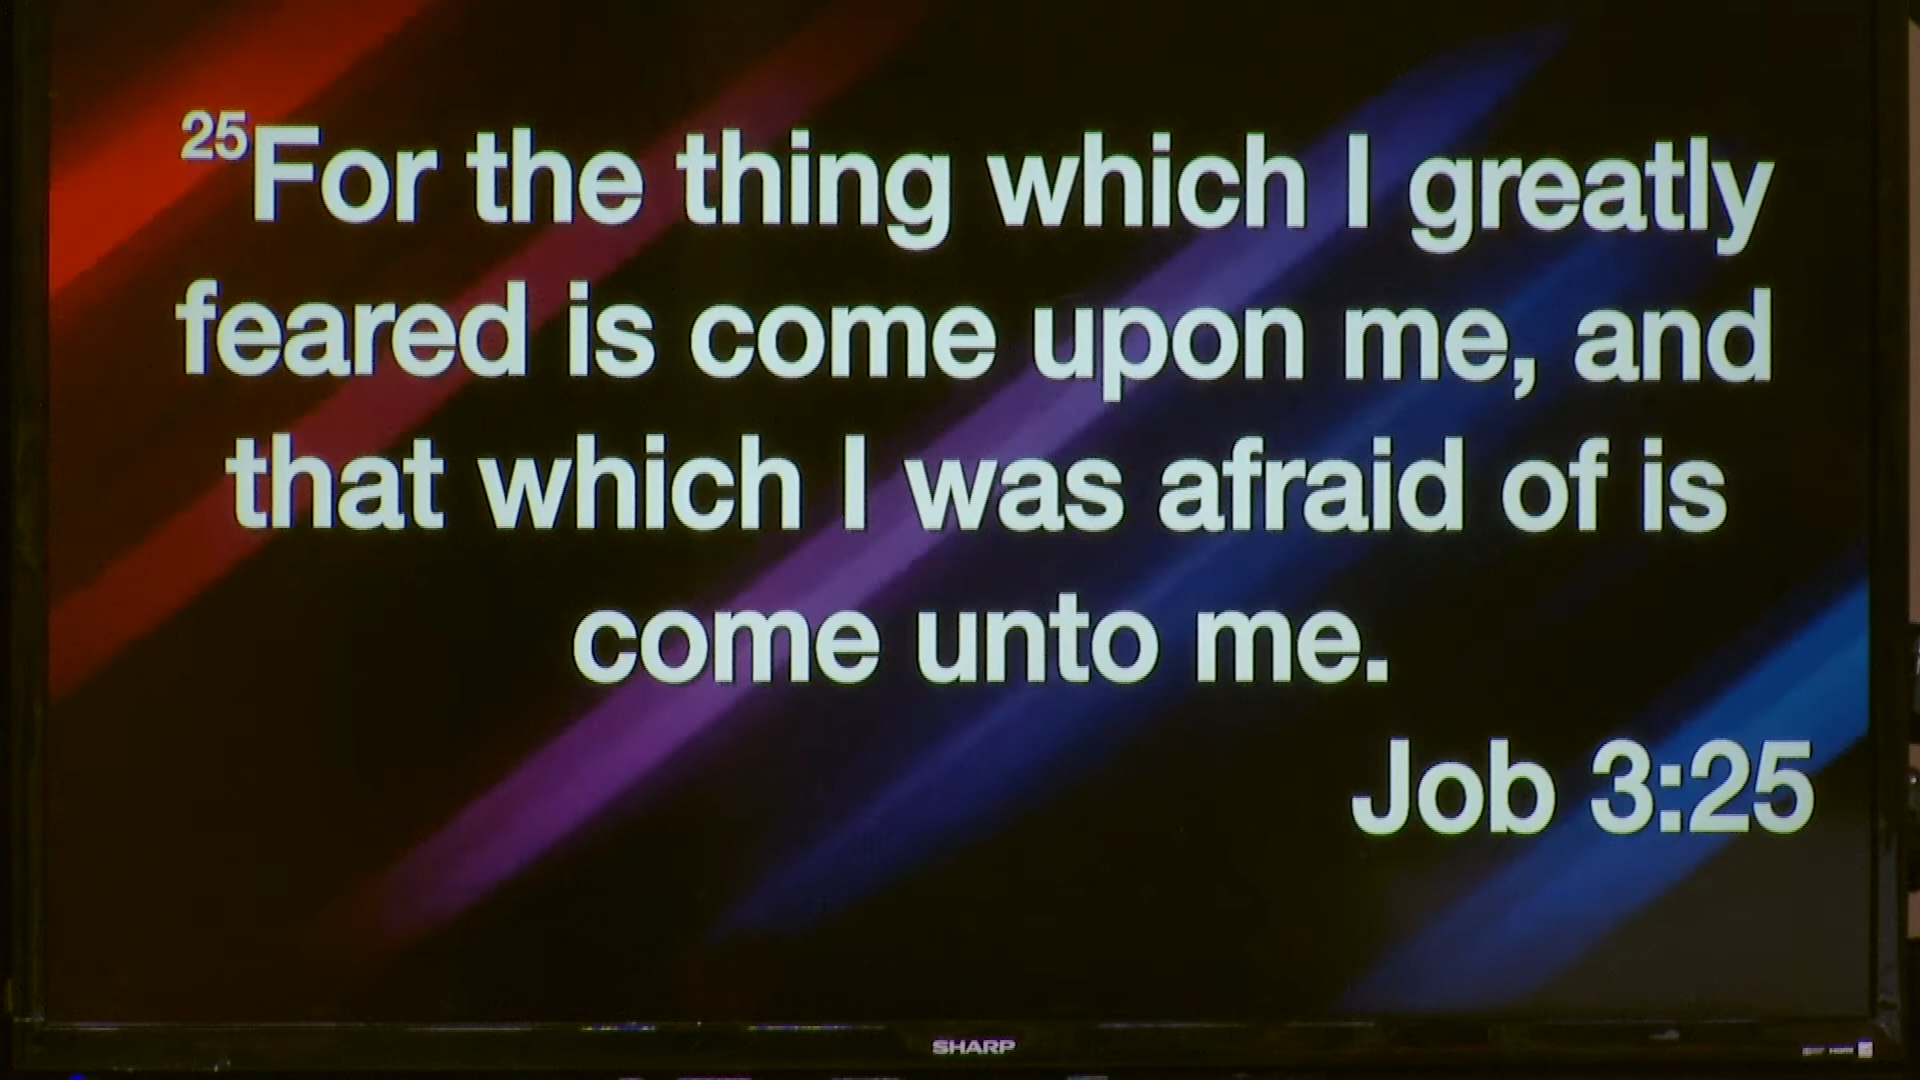 25For the thing which I greatly
feared is come upon me, and
that which I was afraid of is
come unto me.
Job 3:25
SHARP